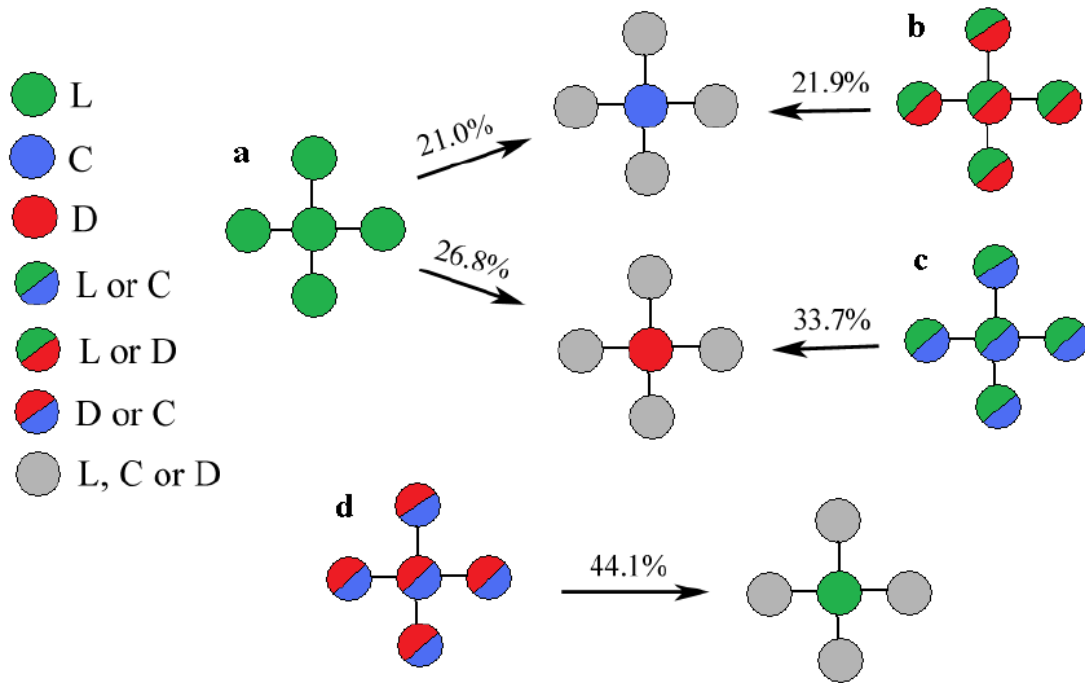 L
C
D
L or C
L or D
D or C
L, C or D
a
21.0%
26.8%
b
21.9%
c
33.7%
d
44.1%